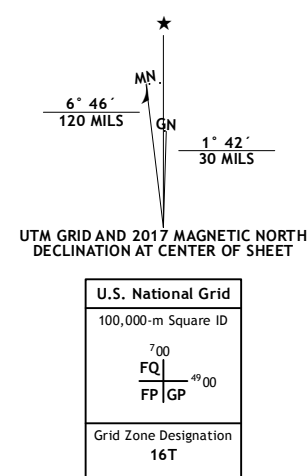 MN
6° 46´
120 MILS
GN
1° 42´
30 MILS
UTM GRID AND 2017 MAGNETIC NORTH
DECLINATION AT CENTER OF SHEET
U.S. National Grid
100,000-m Square ID
700
FQ
4900
FP GP
Grid Zone Designation
16T